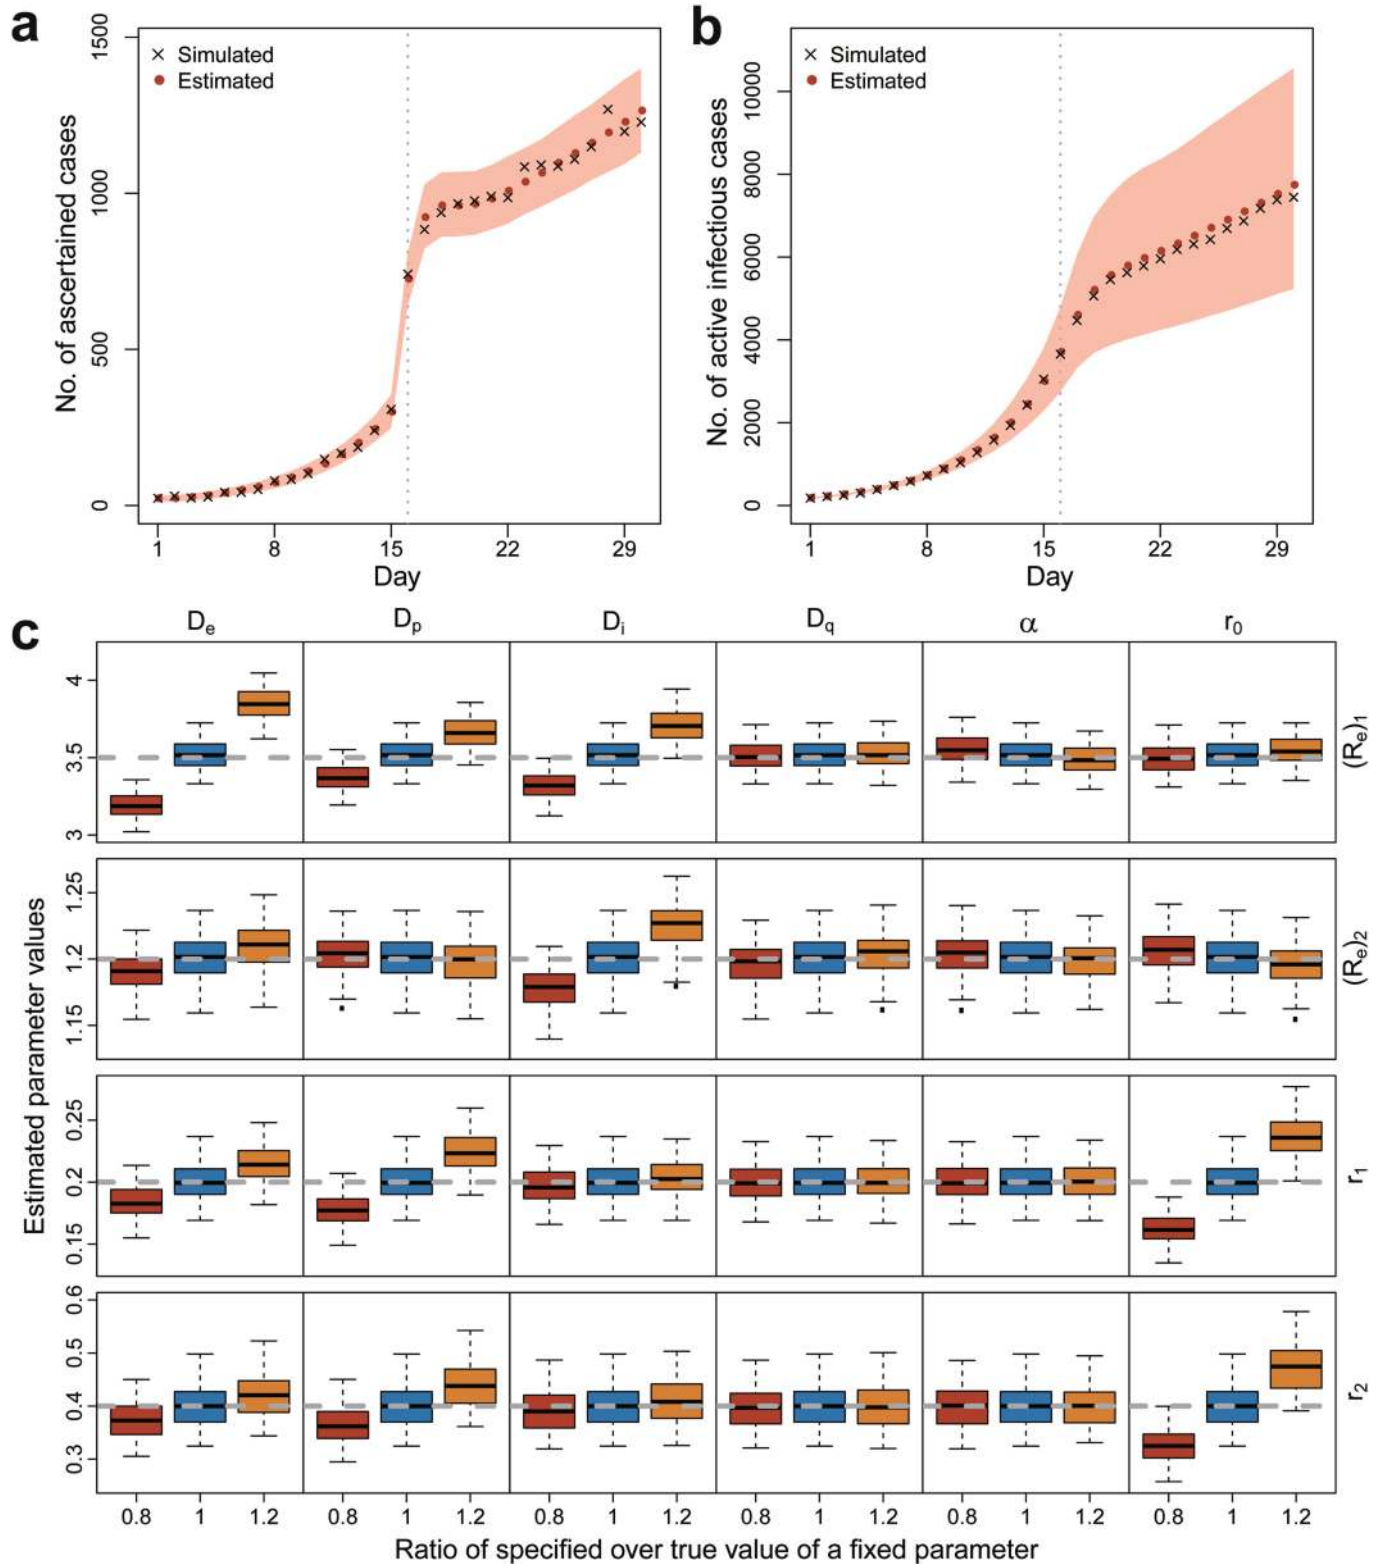 a
1500
1000
500
0
No. of ascertained cases
× Simulated
● Estimated
1 8 15 22 29
Day
b
10000
8000
6000
4000
2000
0
No. of active infectious cases
× Simulated
● Estimated
1 8 15 22 29
Day
c
Dₑ Dₚ Dᵢ D_q α r₀
4
3.5
3
(Rₑ)₁
1.25
1.2
1.15
(Rₑ)₂
0.25
0.2
0.15
r₁
0.6
0.5
0.4
0.3
r₂
Estimated parameter values
0.8 1 1.2 0.8 1 1.2 0.8 1 1.2 0.8 1 1.2 0.8 1 1.2 0.8 1 1.2
Ratio of specified over true value of a fixed parameter